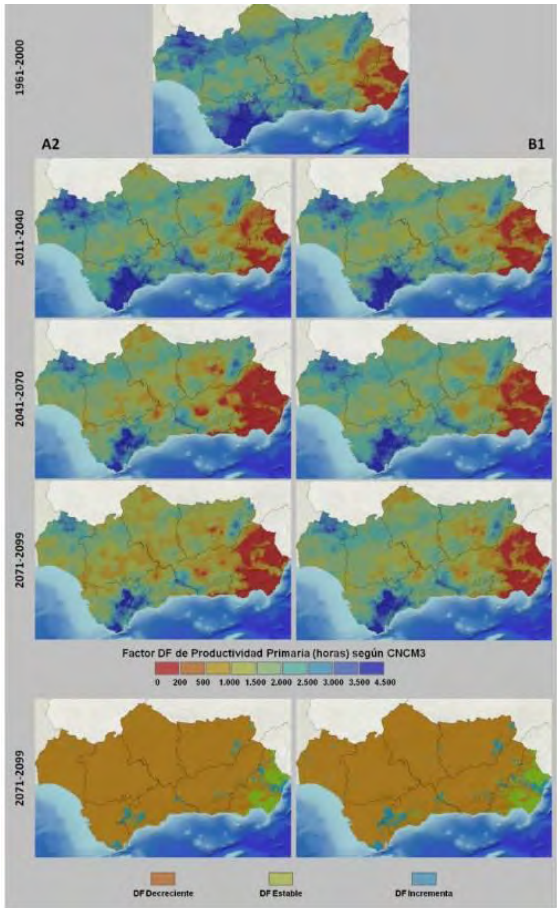 1961-2000
A2
B1
2011-2040
2041-2070
2071-2099
Factor DF de Productividad Primaria (horas) según CNCM3
0 200 500 1.000 1.500 2.000 2.500 3.000 3.500 4.500
2071-2099
DF Decreciente
DF Estable
DF Incrementa